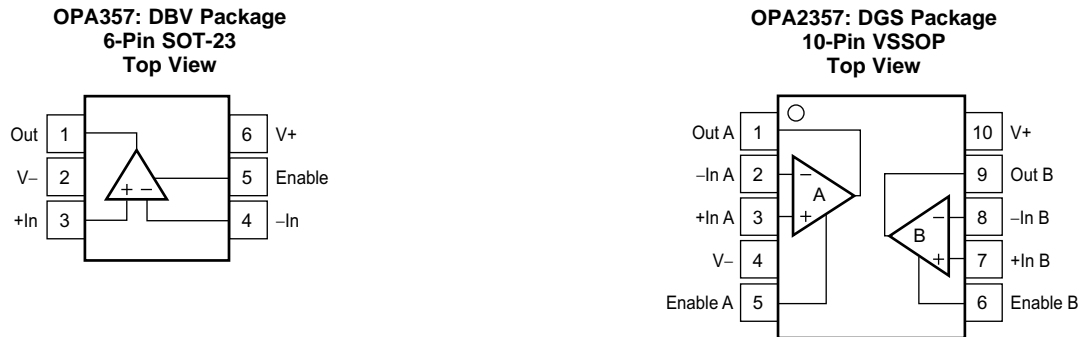 OPA357: DBV Package
6-Pin SOT-23
Top View
Out 1
6 V+
V– 2
5 Enable
+In 3
4 –In
+ –
OPA2357: DGS Package
10-Pin VSSOP
Top View
Out A 1
10 V+
–In A 2
9 Out B
+In A 3
8 –In B
V– 4
7 +In B
Enable A 5
6 Enable B
–
A
+
–
B
+